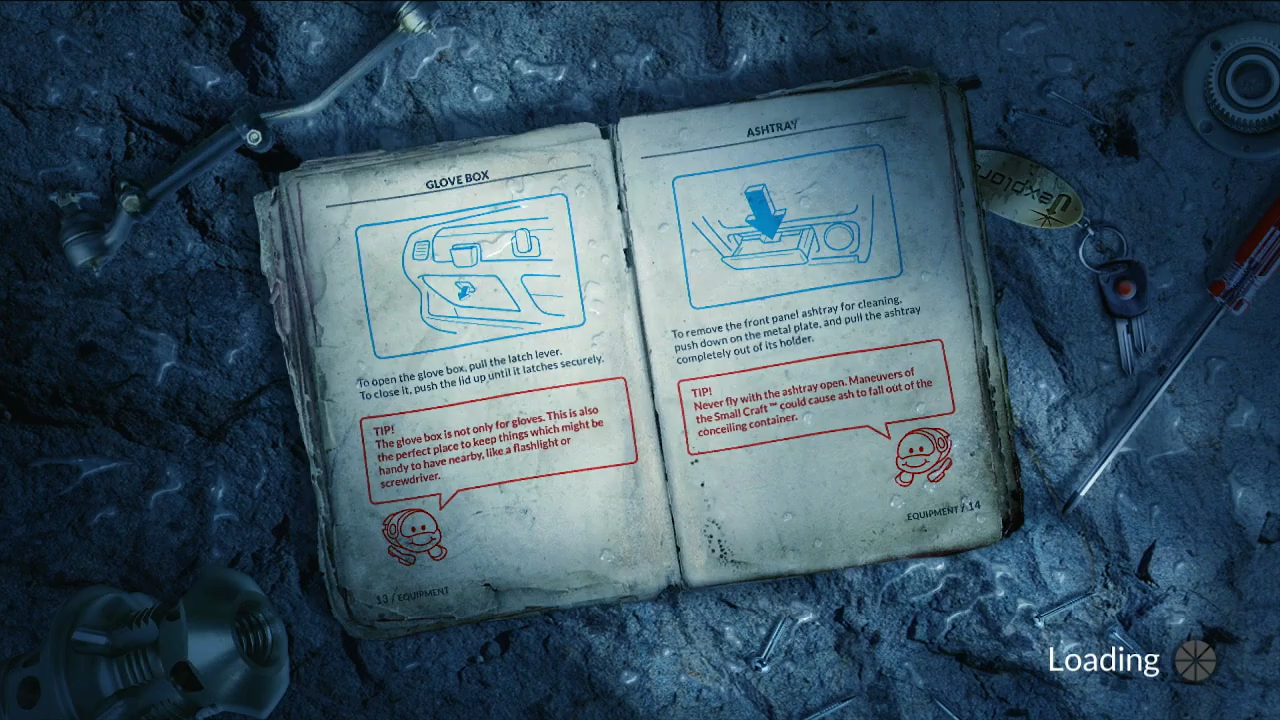 GLOVE BOX
To open the glove box, pull the latch lever.
To close it, push the lid up until it latches securely.
TIP!
The glove box is not only for gloves. This is also
the perfect place to keep things which might be
handy to have nearby, like a flashlight or
screwdriver.
13 / EQUIPMENT
ASHTRAY
To remove the front panel ashtray for cleaning,
push down on the metal plate, and pull the ashtray
completely out of its holder.
TIP!
Never fly with the ashtray open. Maneuvers of
the Small Craft™ could cause ash to fall out of the
concelling container.
EQUIPMENT / 14
Loading